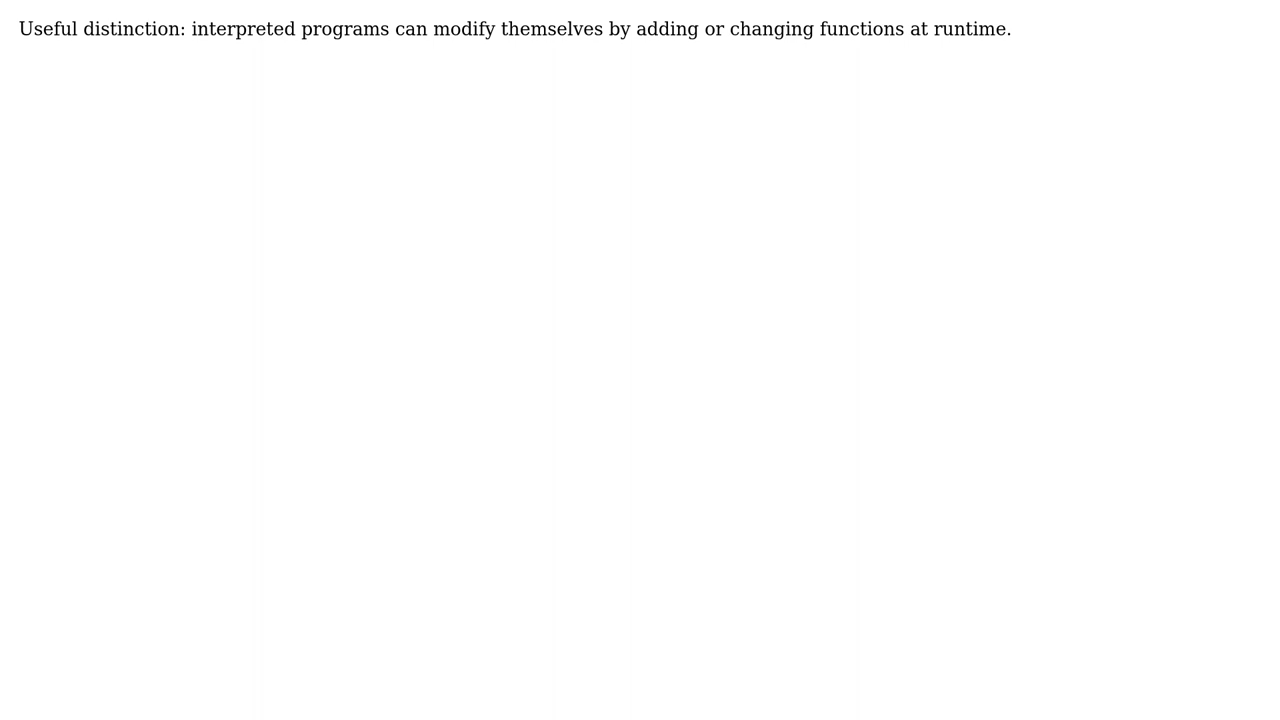 Useful distinction: interpreted programs can modify themselves by adding or changing functions at runtime.